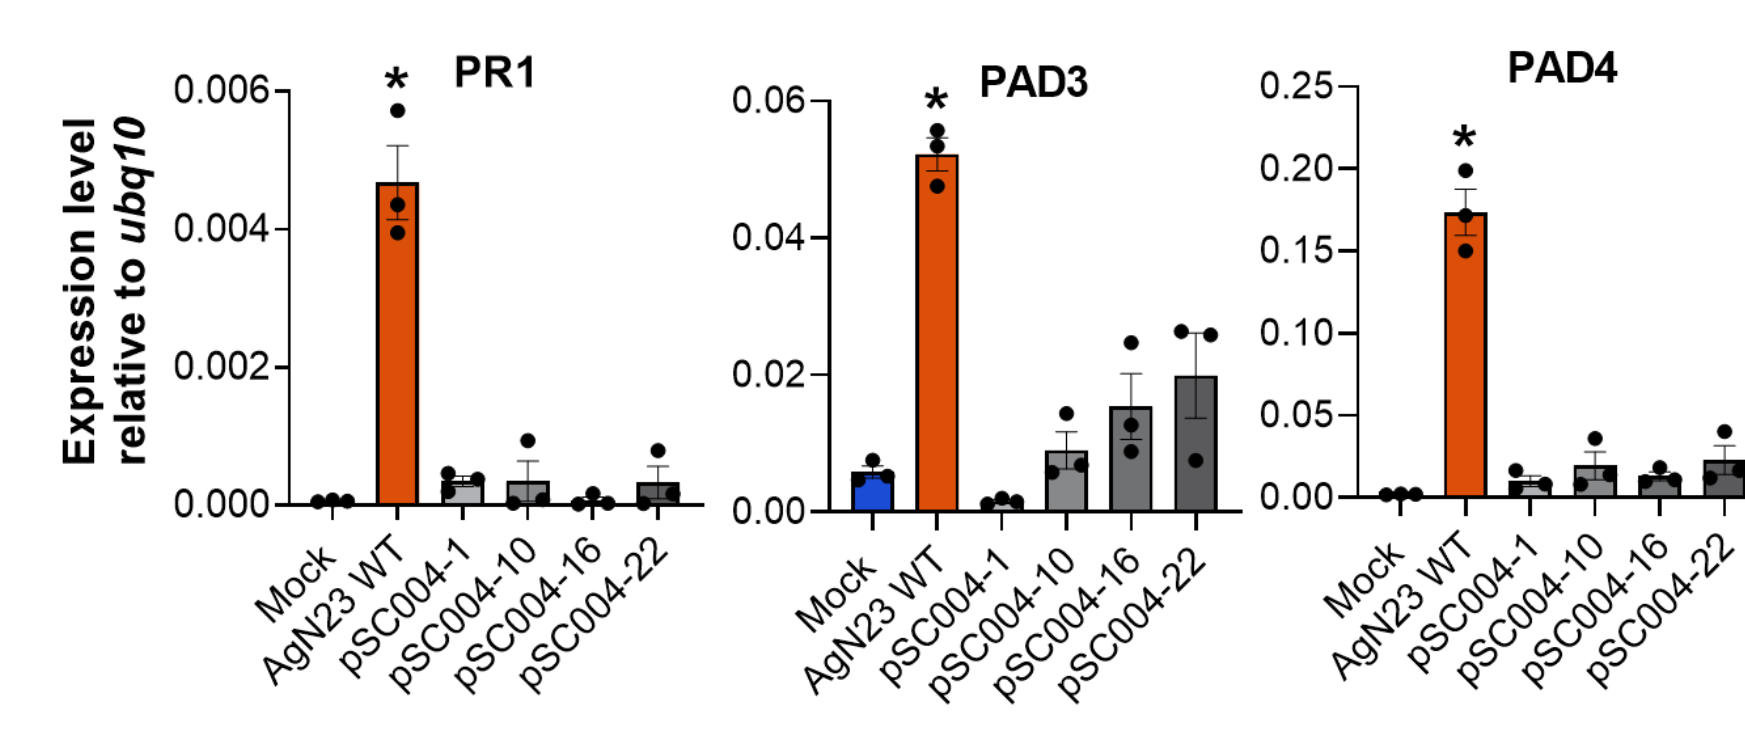 Expression level
relative to ubq10
PR1
*
0.006
0.004
0.002
0.000
Mock
AgN23 WT
pSC004-1
pSC004-10
pSC004-16
pSC004-22
PAD3
*
0.06
0.04
0.02
0.00
Mock
AgN23 WT
pSC004-1
pSC004-10
pSC004-16
pSC004-22
PAD4
*
0.25
0.20
0.15
0.10
0.05
0.00
Mock
AgN23 WT
pSC004-1
pSC004-10
pSC004-16
pSC004-22